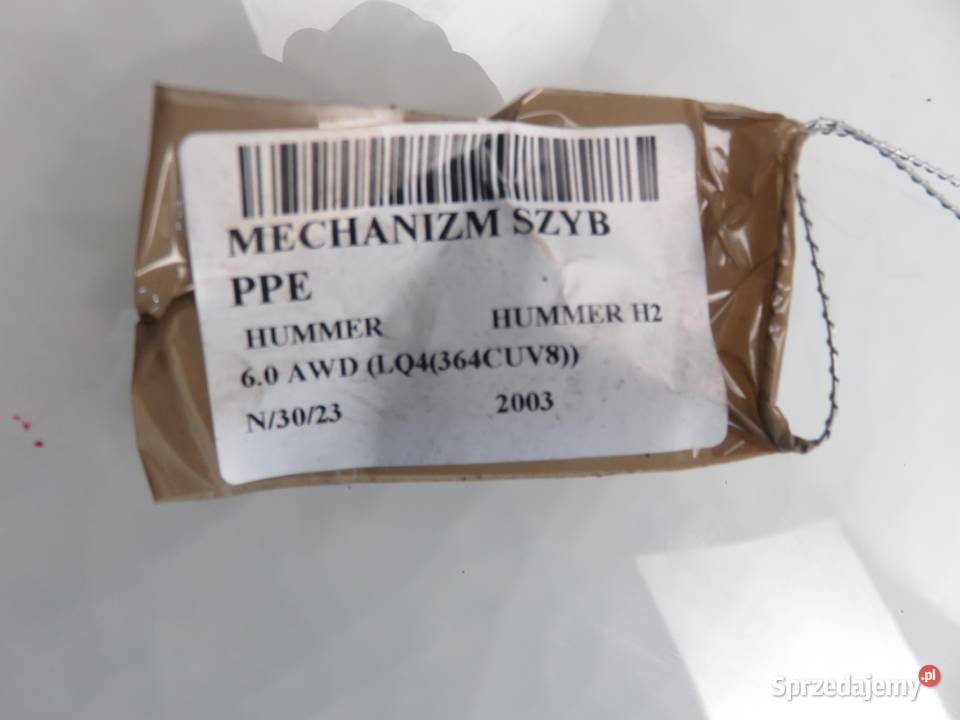 MECHANIZM SZYB
PPE
HUMMER HUMMER H2
6.0 AWD (LQ4(364CUV8))
N/30/23 2003
Sprzedajemy.pl